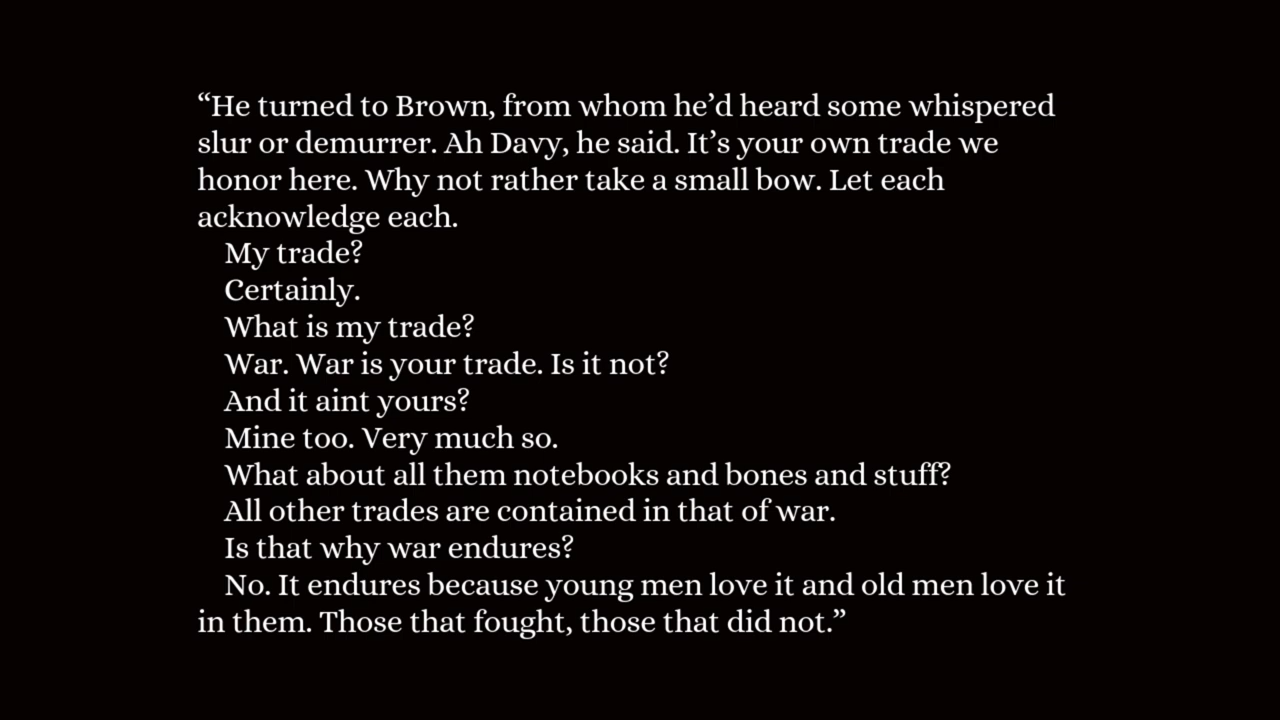 “He turned to Brown, from whom he’d heard some whispered
slur or demurrer. Ah Davy, he said. It’s your own trade we
honor here. Why not rather take a small bow. Let each
acknowledge each.
My trade?
Certainly.
What is my trade?
War. War is your trade. Is it not?
And it aint yours?
Mine too. Very much so.
What about all them notebooks and bones and stuff?
All other trades are contained in that of war.
Is that why war endures?
No. It endures because young men love it and old men love it
in them. Those that fought, those that did not.”